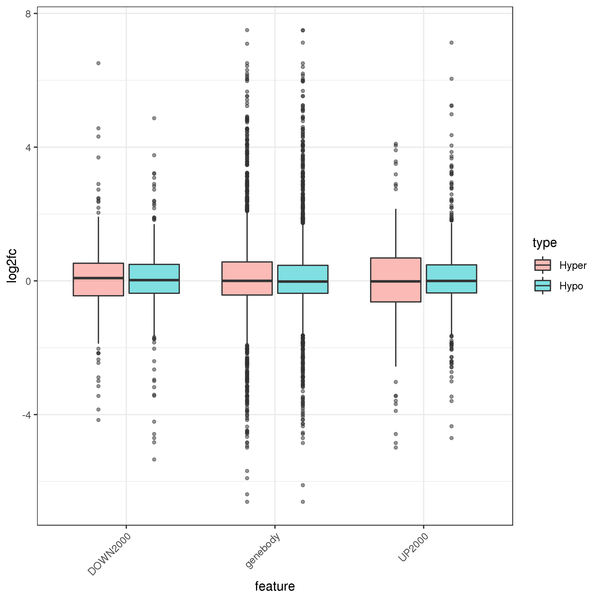 8
4
0
-4
log2fc
DOWN2000
genebody
UP2000
feature
type
Hyper
Hypo